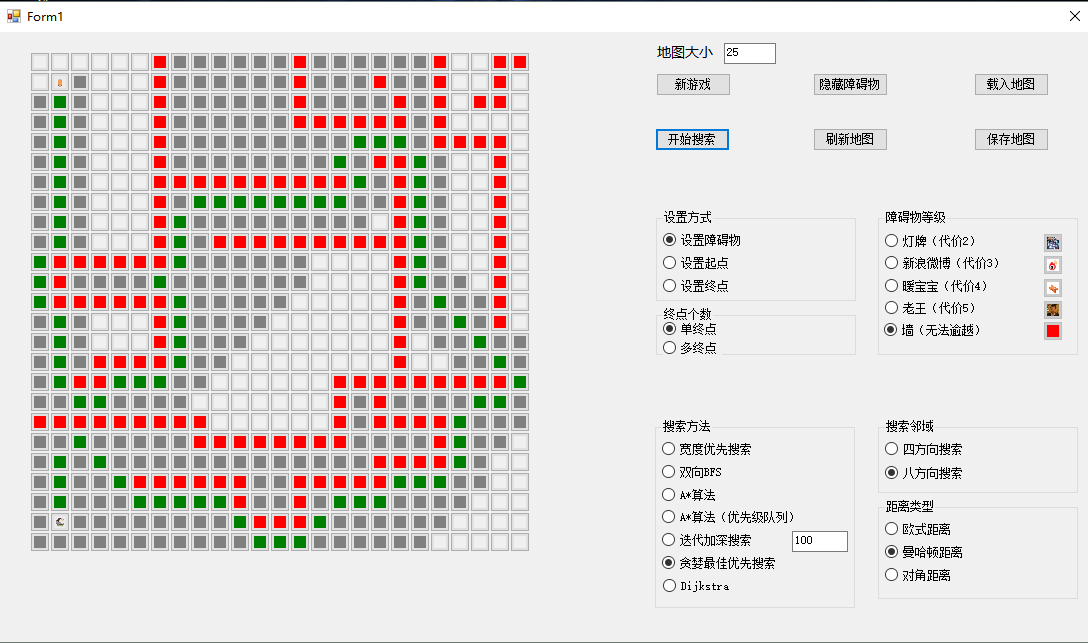 Form1
地图大小 25
新游戏 隐藏障碍物 载入地图
开始搜索 刷新地图 保存地图
设置方式
设置障碍物
设置起点
设置终点
终点个数
单终点
多终点
障碍物等级
灯牌（代价2）
新浪微博（代价3）
暖宝宝（代价4）
老王（代价5）
墙（无法逾越）
搜索方法
宽度优先搜索
双向BFS
A*算法
A*算法（优先级队列）
迭代加深搜索 100
贪婪最佳优先搜索
Dijkstra
搜索邻域
四方向搜索
八方向搜索
距离类型
欧式距离
曼哈顿距离
对角距离